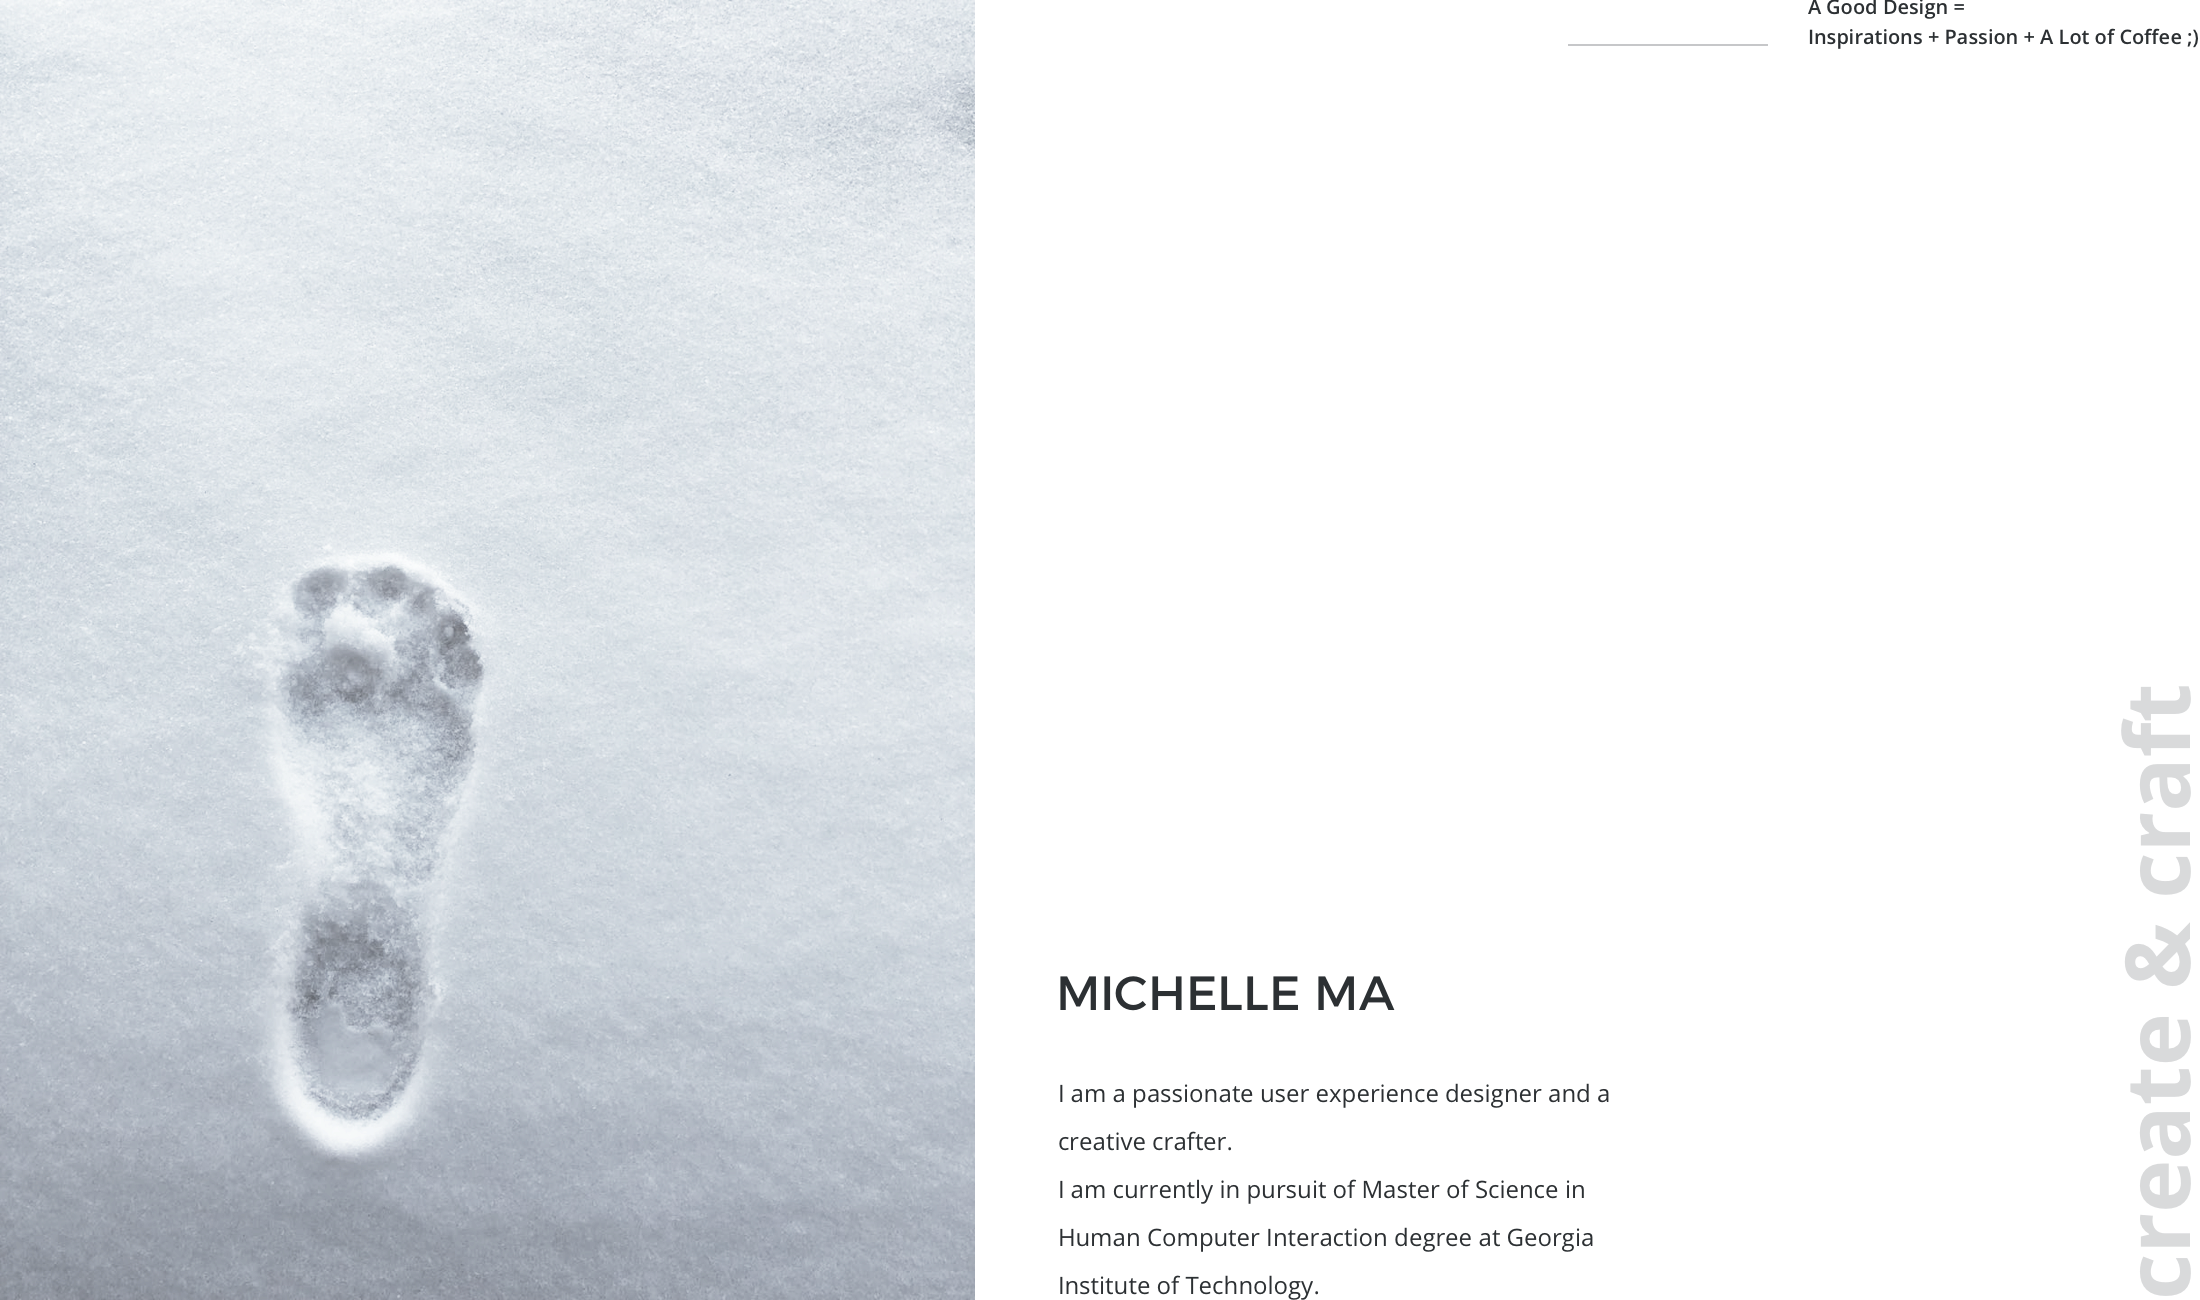 A Good Design =
Inspirations + Passion + A Lot of Coffee ;)
MICHELLE MA
I am a passionate user experience designer and a
creative crafter.
I am currently in pursuit of Master of Science in
Human Computer Interaction degree at Georgia
Institute of Technology.
create & craft